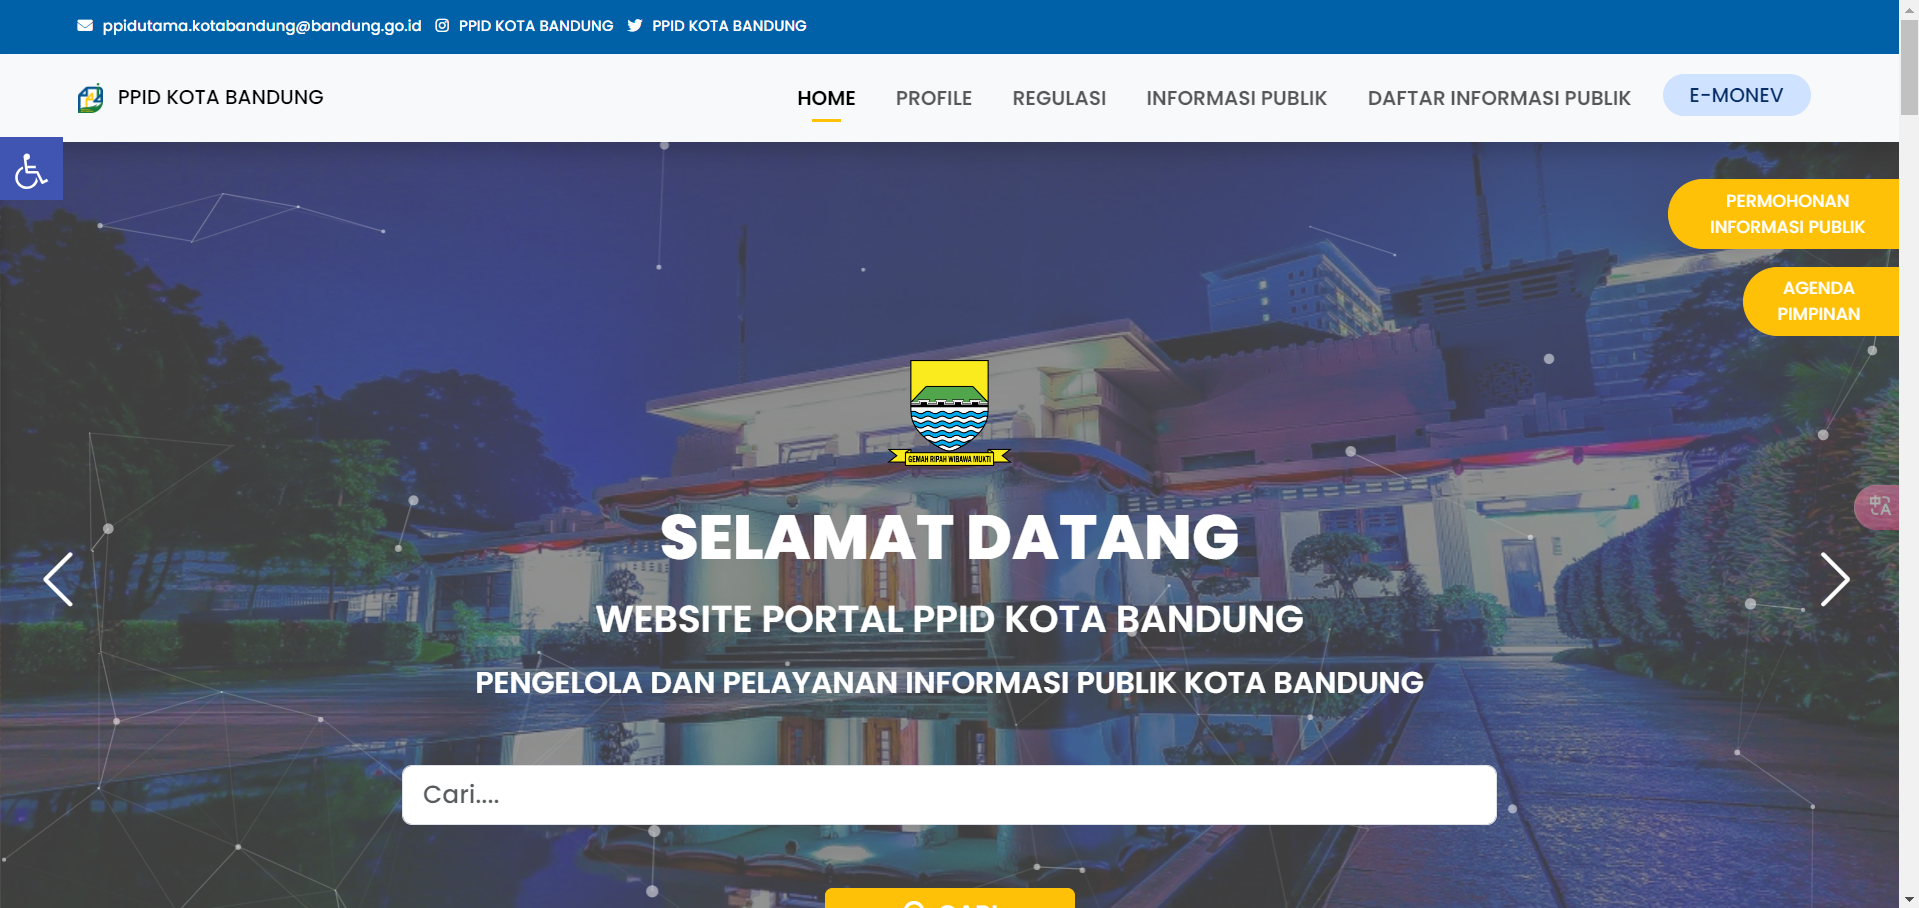 ppidutama.kotabandung@bandung.go.id PPID KOTA BANDUNG PPID KOTA BANDUNG
PPID KOTA BANDUNG
HOME PROFILE REGULASI INFORMASI PUBLIK DAFTAR INFORMASI PUBLIK E-MONEV
PERMOHONAN
INFORMASI PUBLIK
AGENDA
PIMPINAN
GEMAH RIPAH WIBAWA MUKTI
SELAMAT DATANG
WEBSITE PORTAL PPID KOTA BANDUNG
PENGELOLA DAN PELAYANAN INFORMASI PUBLIK KOTA BANDUNG
Cari....
CARI